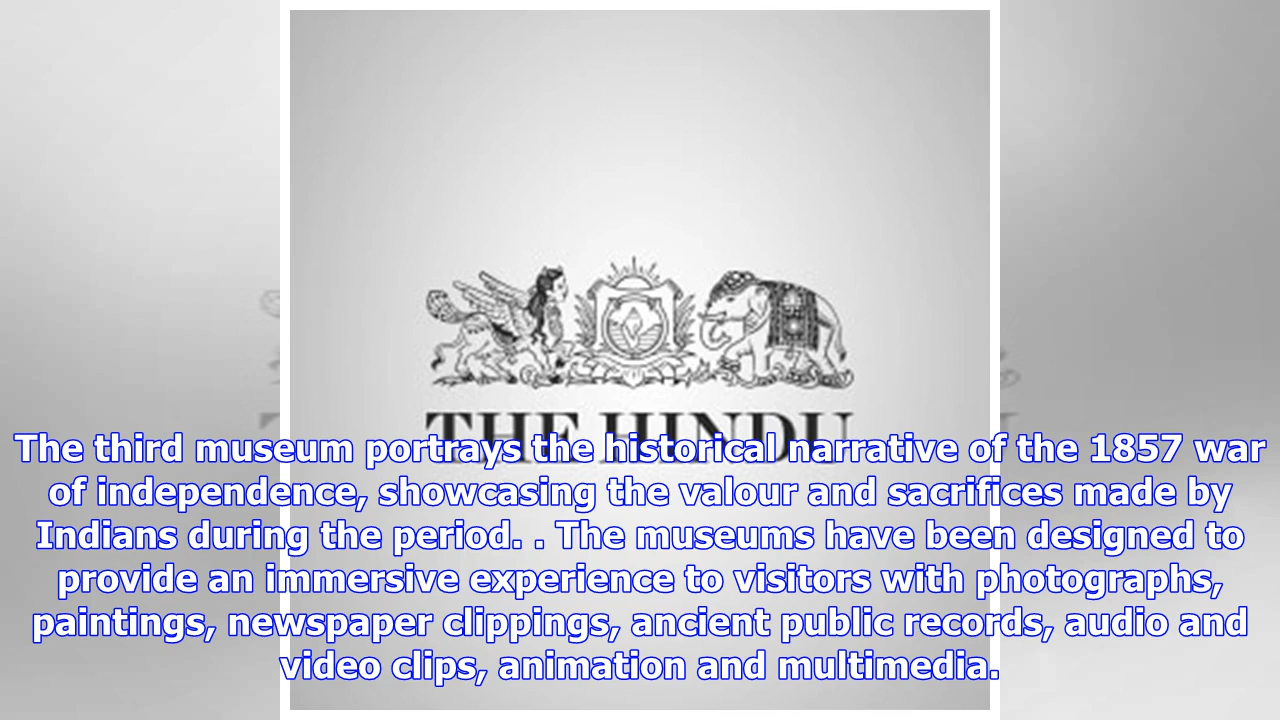 THE HINDU
The third museum portrays the historical narrative of the 1857 war
of independence, showcasing the valour and sacrifices made by
Indians during the period. . The museums have been designed to
provide an immersive experience to visitors with photographs,
paintings, newspaper clippings, ancient public records, audio and
video clips, animation and multimedia.